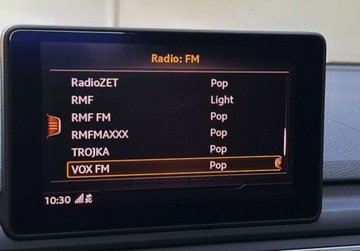 Radio: FM
RadioZET Pop
RMF Light
RMF FM Pop
RMFMAXXX Pop
TROJKA Pop
VOX FM Pop
10:30